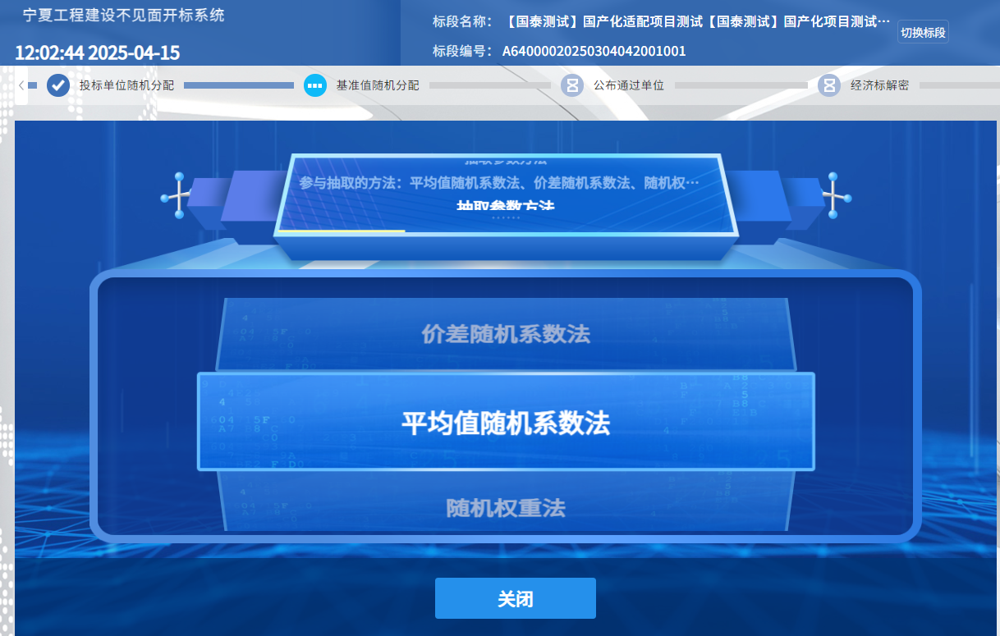 宁夏工程建设不见面开标系统
12:02:44 2025-04-15
标段名称： 【国泰测试】国产化适配项目测试【国泰测试】国产化项目测试…
切换标段
标段编号： A64000020250304042001001
投标单位随机分配
基准值随机分配
公布通过单位
经济标解密
抽取参数方法
参与抽取的方法：平均值随机系数法、价差随机系数法、随机权…
抽取参数方法
价差随机系数法
平均值随机系数法
随机权重法
关闭